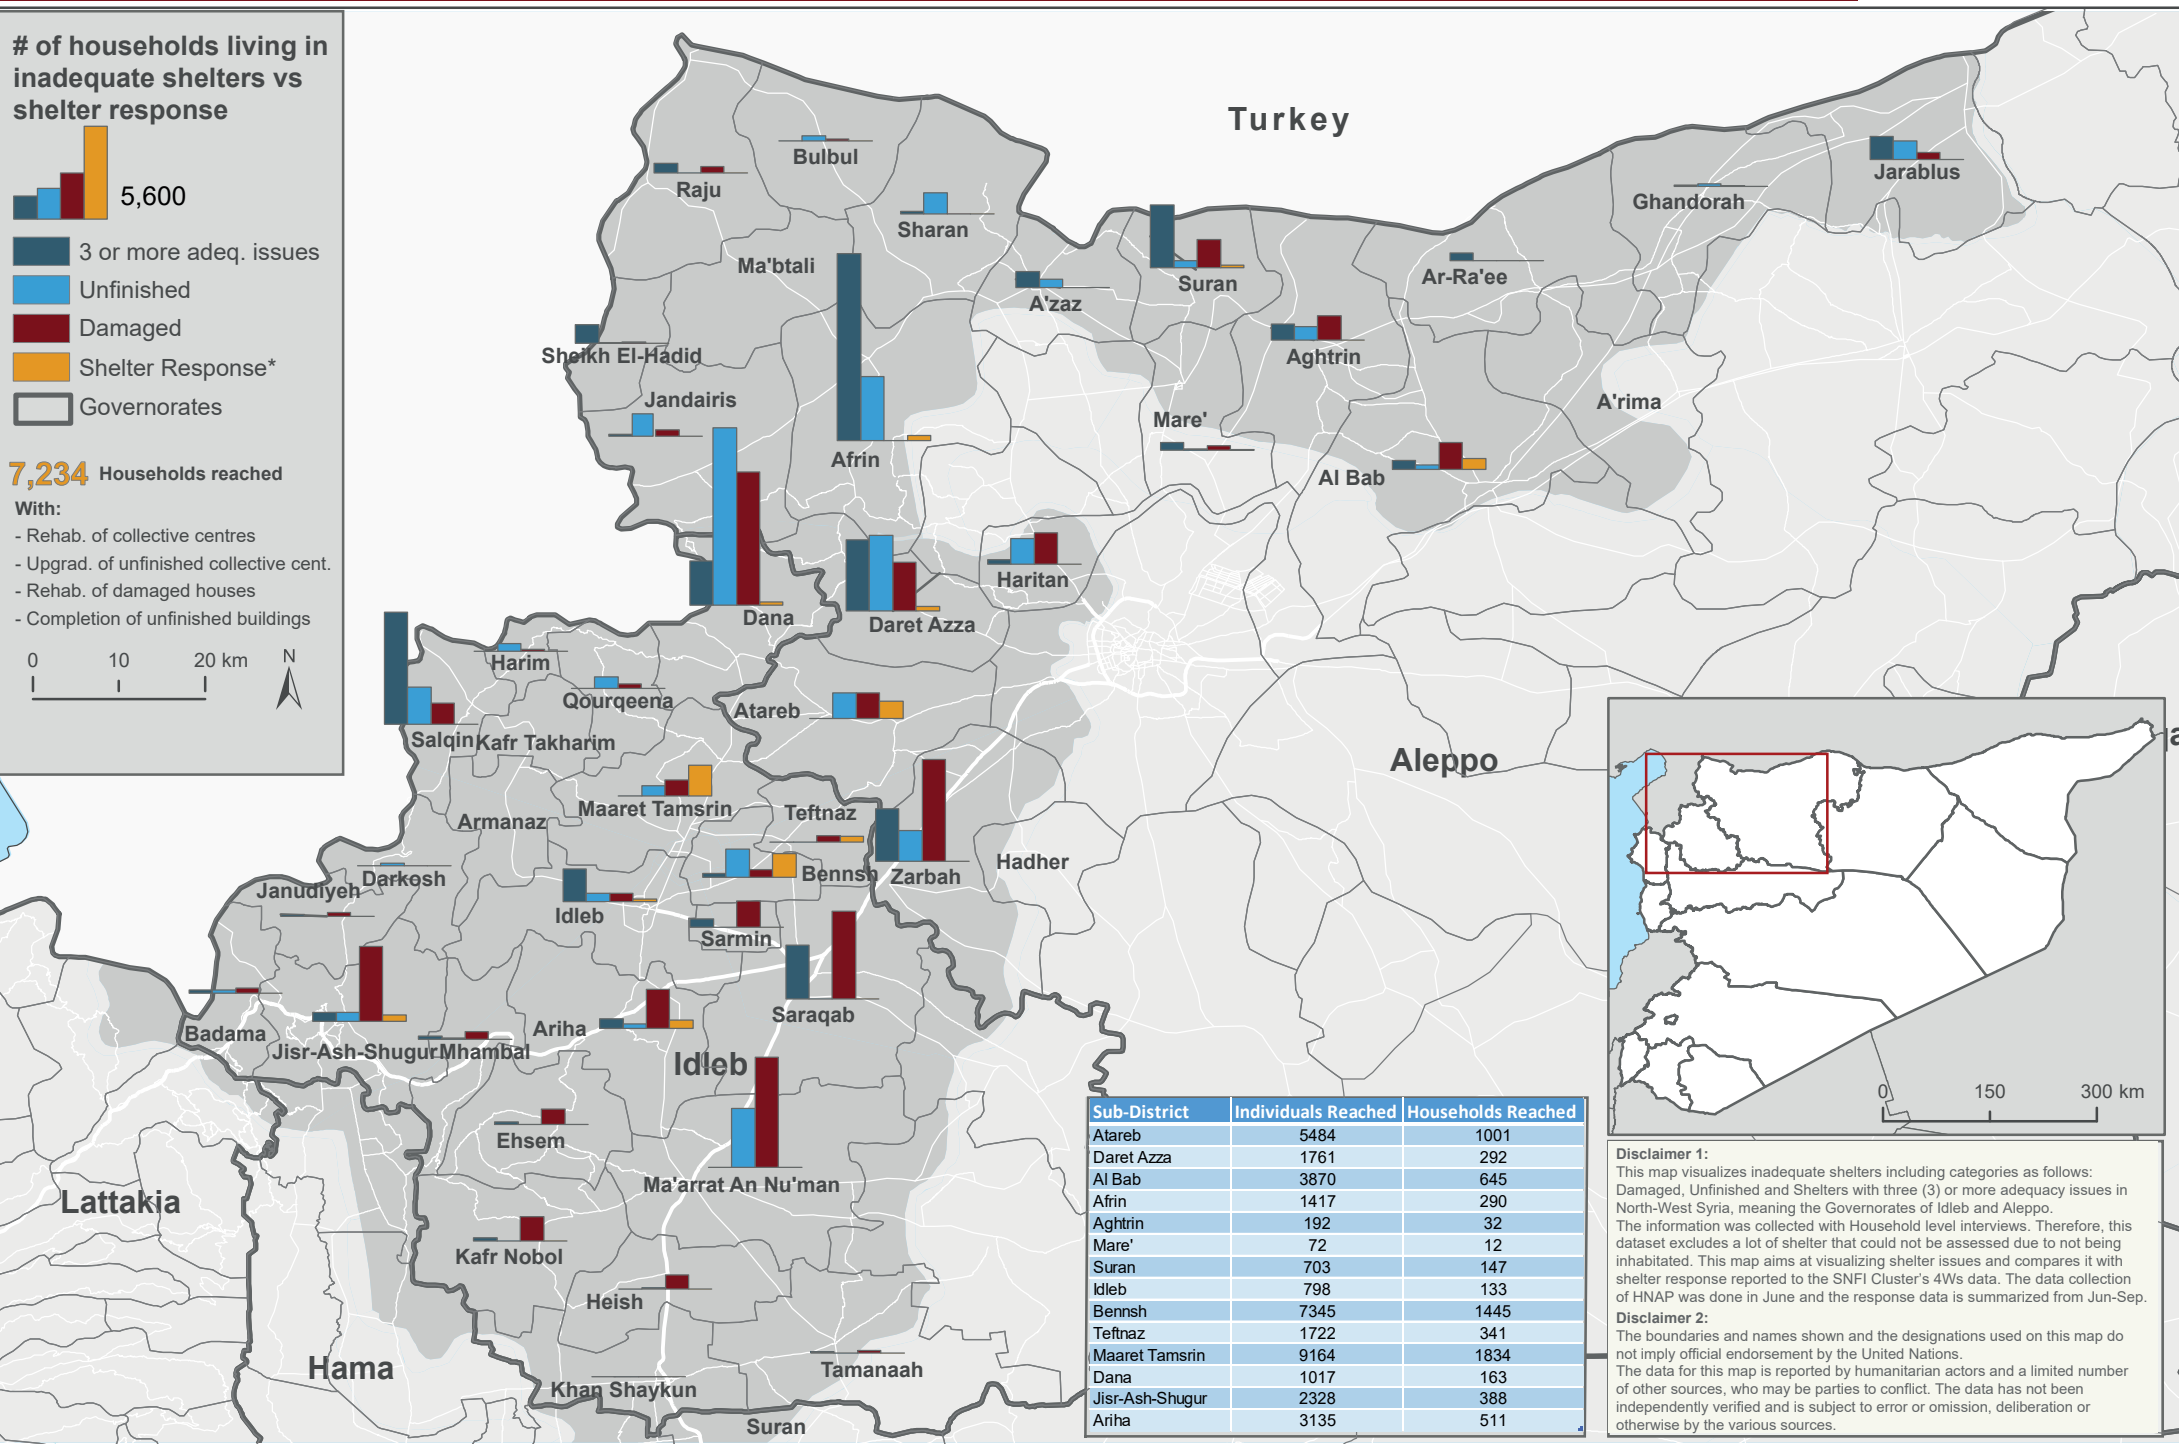 # of households living in
inadequate shelters vs
shelter response
5,600
3 or more adeq. issues
Unfinished
Damaged
Shelter Response*
Governorates
7,234 Households reached
With:
- Rehab. of collective centres
- Upgrad. of unfinished collective cent.
- Rehab. of damaged houses
- Completion of unfinished buildings
0 10 20 km N
Turkey
Bulbul
Raju
Sharan
Jarablus
Ghandorah
Ma'btali
A'zaz
Suran
Ar-Ra'ee
Sheikh El-Hadid
Aghtrin
Jandairis
A'rima
Mare'
Afrin
Al Bab
Haritan
Dana
Daret Azza
Harim
Qourqeena
Atareb
Salqin
Kafr Takharim
Aleppo
Maaret Tamsrin
Teftnaz
Armanaz
Hadher
Bennsh
Zarbah
Darkosh
Janudiyeh
Idleb
Sarmin
Saraqab
Ariha
Badama
Jisr-Ash-Shugur
Mhambal
Idleb
Ehsem
Ma'arrat An Nu'man
Lattakia
Kafr Nobol
Heish
Hama
Tamanaah
Khan Shaykun
Suran
0 150 300 km
Sub-District Individuals Reached Households Reached
Atareb 5484 1001
Daret Azza 1761 292
Al Bab 3870 645
Afrin 1417 290
Aghtrin 192 32
Mare' 72 12
Suran 703 147
Idleb 798 133
Bennsh 7345 1445
Teftnaz 1722 341
Maaret Tamsrin 9164 1834
Dana 1017 163
Jisr-Ash-Shugur 2328 388
Ariha 3135 511
Disclaimer 1:
This map visualizes inadequate shelters including categories as follows:
Damaged, Unfinished and Shelters with three (3) or more adequacy issues in
North-West Syria, meaning the Governorates of Idleb and Aleppo.
The information was collected with Household level interviews. Therefore, this
dataset excludes a lot of shelter that could not be assessed due to not being
inhabitated. This map aims at visualizing shelter issues and compares it with
shelter response reported to the SNFI Cluster's 4Ws data. The data collection
of HNAP was done in June and the response data is summarized from Jun-Sep.
Disclaimer 2:
The boundaries and names shown and the designations used on this map do
not imply official endorsement by the United Nations.
The data for this map is reported by humanitarian actors and a limited number
of other sources, who may be parties to conflict. The data has not been
independently verified and is subject to error or omission, deliberation or
otherwise by the various sources.